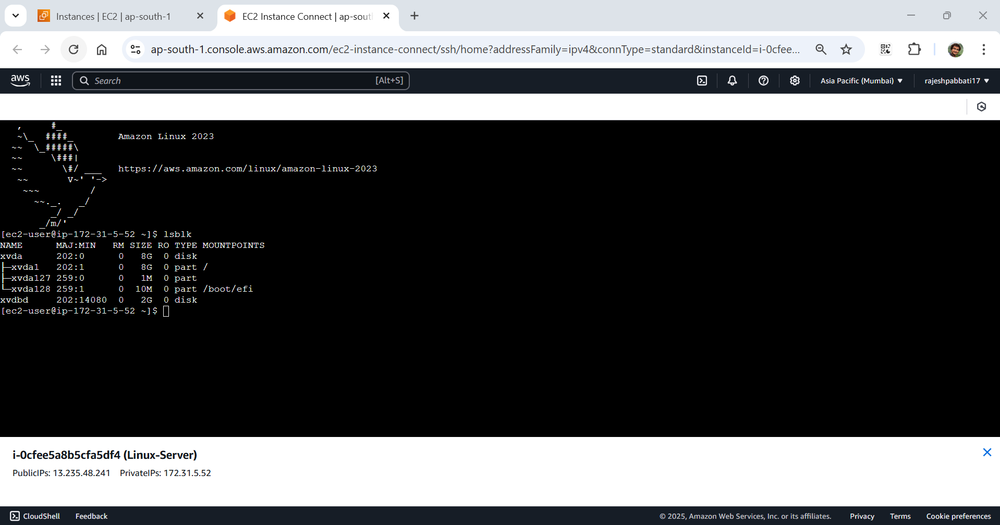 Instances | EC2 | ap-south-1
EC2 Instance Connect | ap-sout
ap-south-1.console.aws.amazon.com/ec2-instance-connect/ssh/home?addressFamily=ipv4&connType=standard&instanceId=i-0cfee...
aws
Search
[Alt+S]
Asia Pacific (Mumbai)
rajeshpabbati17
   ,     #_
   ~\_  ####_        Amazon Linux 2023
  ~~  \_#####\
  ~~     \###|
  ~~       \#/ ___   https://aws.amazon.com/linux/amazon-linux-2023
   ~~       V~' '->
    ~~~         /
      ~~._.   _/
         _/ _/
       _/m/'
[ec2-user@ip-172-31-5-52 ~]$ lsblk
NAME      MAJ:MIN   RM SIZE RO TYPE MOUNTPOINTS
xvda      202:0      0   8G  0 disk
├─xvda1   202:1      0   8G  0 part /
├─xvda127 259:0      0   1M  0 part
└─xvda128 259:1      0  10M  0 part /boot/efi
xvdbd     202:14080  0   2G  0 disk
[ec2-user@ip-172-31-5-52 ~]$
i-0cfee5a8b5cfa5df4 (Linux-Server)
PublicIPs: 13.235.48.241 PrivateIPs: 172.31.5.52
CloudShell
Feedback
© 2025, Amazon Web Services, Inc. or its affiliates.
Privacy
Terms
Cookie preferences